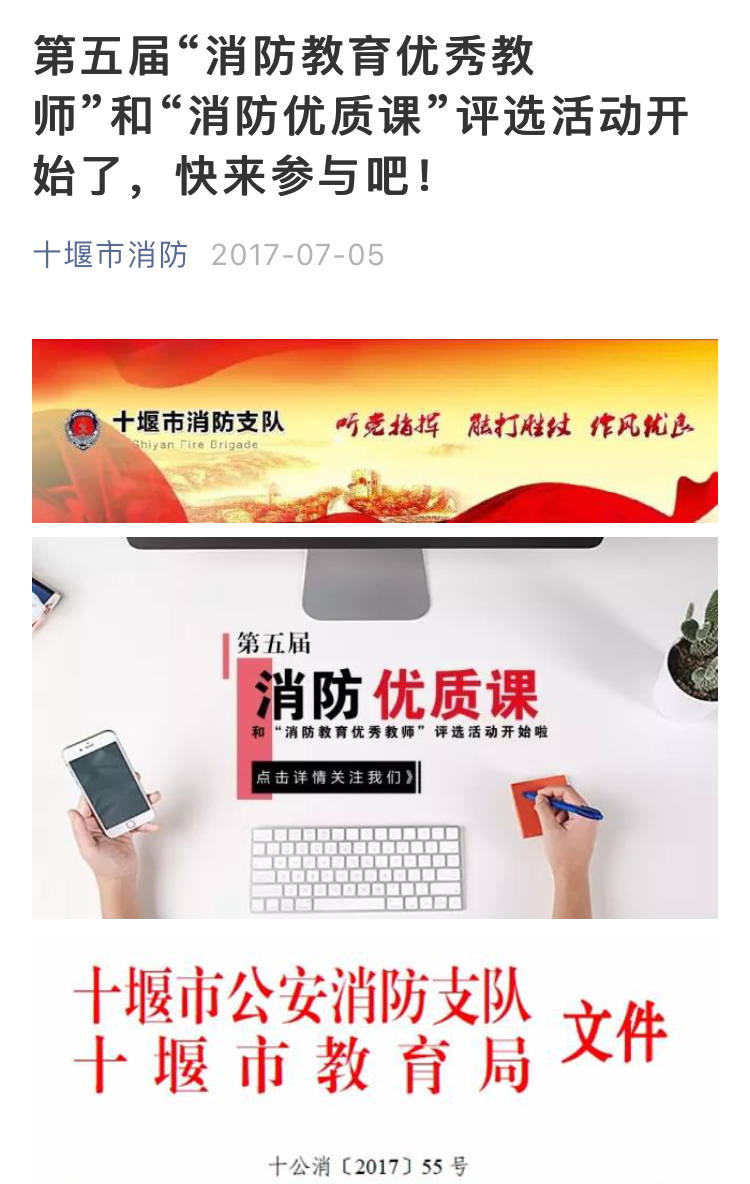 第五届“消防教育优秀教
师”和“消防优质课”评选活动开
始了，快来参与吧！
十堰市消防 2017-07-05
十堰市消防支队
Shiyan Fire Brigade
听党指挥 能打胜仗 作风优良
第五届
消防优质课
和“消防教育优秀教师”评选活动开始啦
点击详情关注我们》
十堰市公安消防支队
十堰市教育局
文件
十公消〔2017〕55号